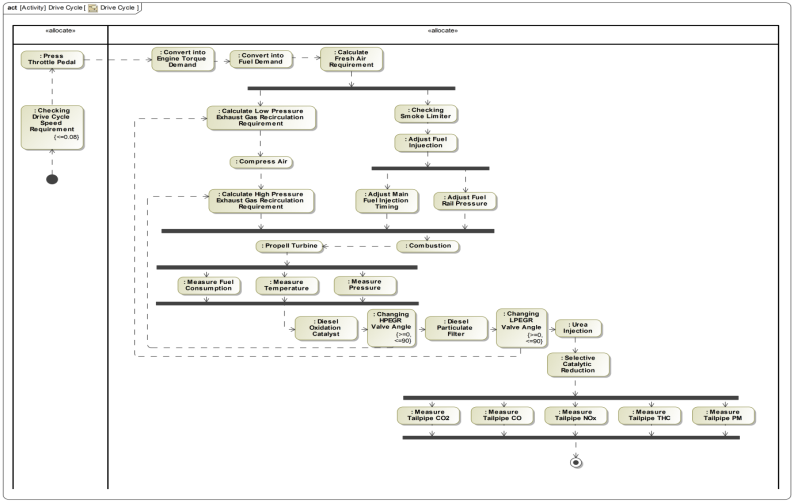 act [Activity] Drive Cycle [ Drive Cycle ]
«allocate»
«allocate»
: Press
Throttle Pedal
: Convert into
Engine Torque
Demand
: Convert into
Fuel Demand
: Calculate
Fresh Air
Requirement
: Checking
Drive Cycle
Speed
Requirement
{<=0.08}
: Calculate Low Pressure
Exhaust Gas Recirculation
Requirement
: Checking
Smoke Limiter
: Adjust Fuel
Injuection
: Compress Air
: Calculate High Pressure
Exhaust Gas Recirculation
Requirement
: Adjust Main
Fuel Injection
Timing
: Adjust Fuel
Rail Pressure
: Propell Turbine
: Combustion
: Measure Fuel
Consumption
: Measure
Temperature
: Measure
Pressure
: Diesel
Oxidation
Catalyst
: Changing
HPEGR
Valve Angle
{>=0,
<=90}
: Diesel
Particulate
Filter
: Changing
LPEGR
Valve Angle
{>=0,
<=90}
: Urea
Injection
: Selective
Catalytic
Reduction
: Measure
Tailpipe CO2
: Measure
Tailpipe CO
: Measure
Tailpipe NOx
: Measure
Tailpipe THC
: Measure
Tailpipe PM